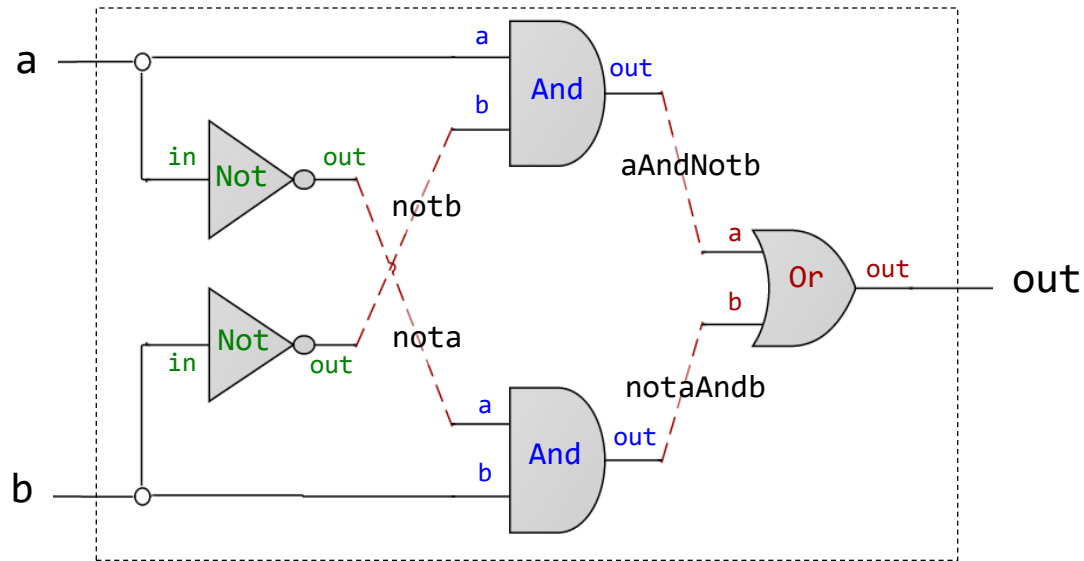 a
a
And
out
b
in
Not
out
notb
aAndNotb
a
Or
out
out
b
in
Not
out
nota
notaAndb
a
And
out
b
b